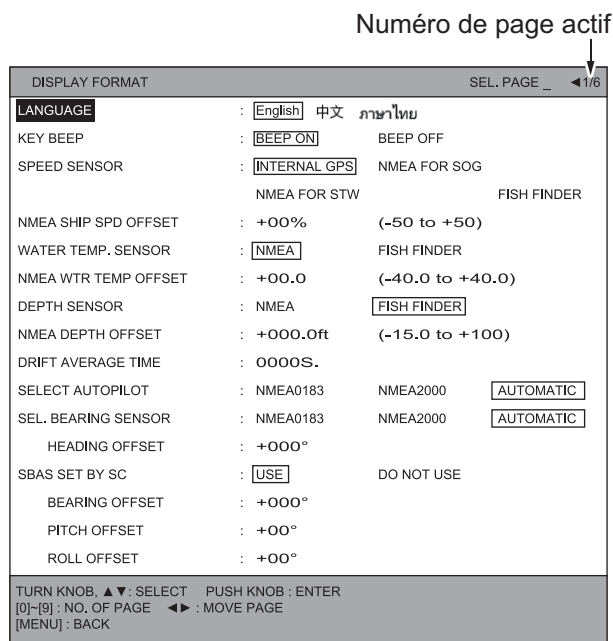 Numéro de page actif
DISPLAY FORMAT SEL. PAGE _ ◄1/6
LANGUAGE : English 中文 ภาษาไทย
KEY BEEP : BEEP ON BEEP OFF
SPEED SENSOR : INTERNAL GPS NMEA FOR SOG
NMEA FOR STW FISH FINDER
NMEA SHIP SPD OFFSET : +00% (-50 to +50)
WATER TEMP. SENSOR : NMEA FISH FINDER
NMEA WTR TEMP OFFSET : +00.0 (-40.0 to +40.0)
DEPTH SENSOR : NMEA FISH FINDER
NMEA DEPTH OFFSET : +000.0ft (-15.0 to +100)
DRIFT AVERAGE TIME : 0000S.
SELECT AUTOPILOT : NMEA0183 NMEA2000 AUTOMATIC
SEL. BEARING SENSOR : NMEA0183 NMEA2000 AUTOMATIC
HEADING OFFSET : +000°
SBAS SET BY SC : USE DO NOT USE
BEARING OFFSET : +000°
PITCH OFFSET : +00°
ROLL OFFSET : +00°
TURN KNOB, ▲▼: SELECT PUSH KNOB : ENTER
[0]~[9] : NO. OF PAGE ◄► : MOVE PAGE
[MENU] : BACK